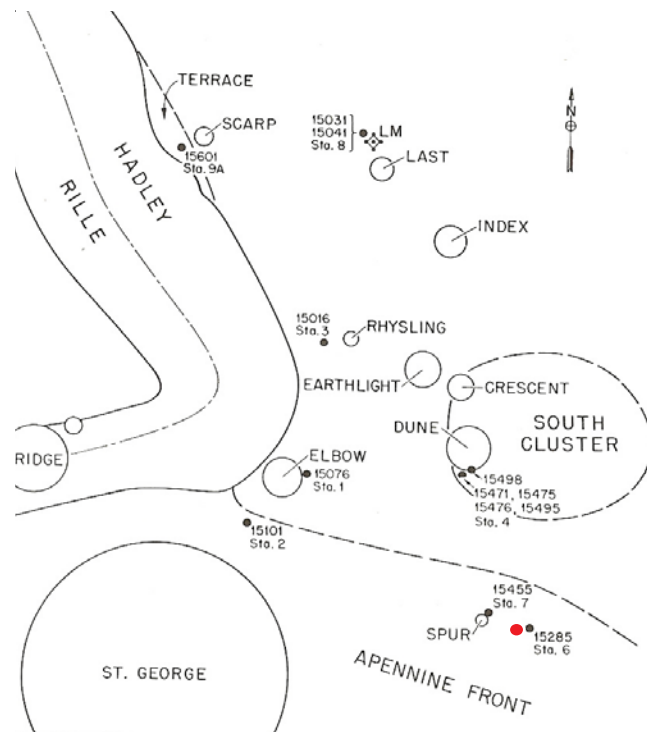 TERRACE
SCARP
15601
Sta. 9A
15031
15041
Sta. 8
LM
LAST
N
HADLEY
RILLE
INDEX
15016
Sta. 3
RHYSLING
EARTHLIGHT
CRESCENT
DUNE
SOUTH
CLUSTER
RIDGE
ELBOW
15076
Sta. 1
15498
15471, 15475
15476, 15495
Sta. 4
15101
Sta. 2
15455
Sta. 7
SPUR
15285
Sta. 6
ST. GEORGE
APENNINE FRONT